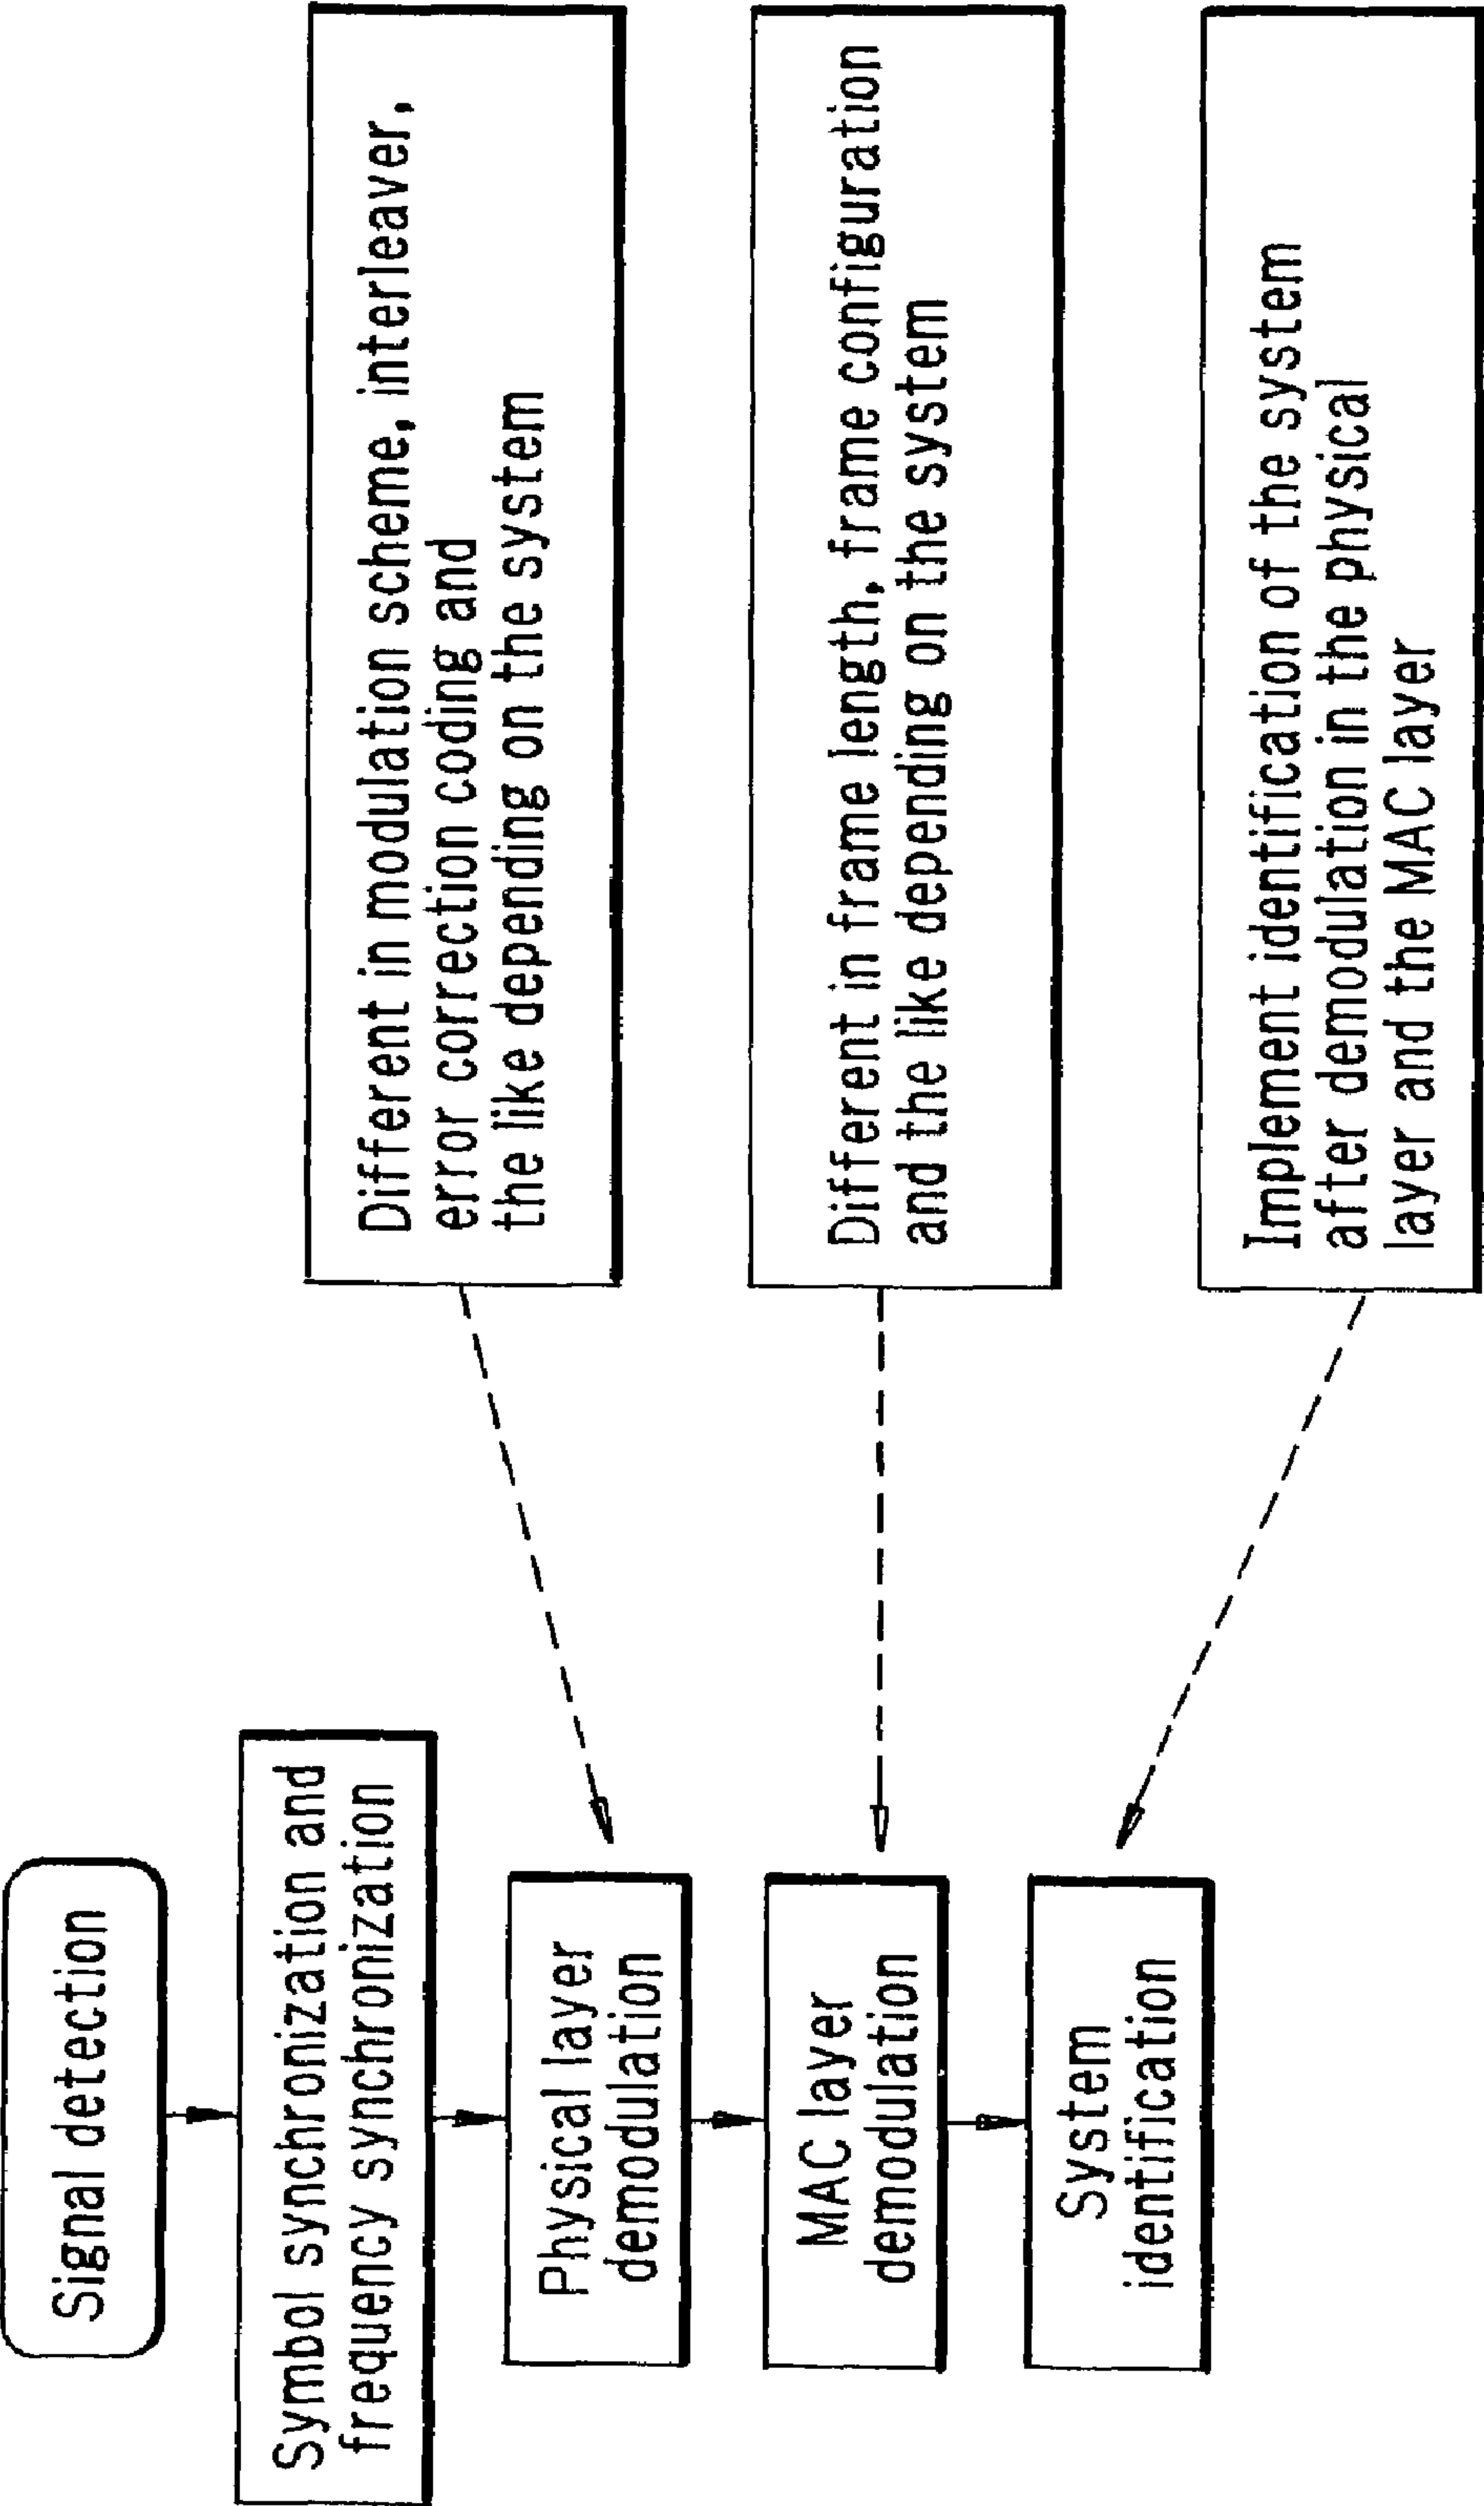 Signal detection
Symbol synchronization and
frequency synchronization
Physical layer
demodulation
MAC layer
demodulation
System
identification
Different in modulation scheme, interleaver,
error correction coding and
the like depending on the system
Different in frame length, frame configuration
and the like depending on the system
Implement identification of the system
after demodulation in the physical
layer and the MAC layer